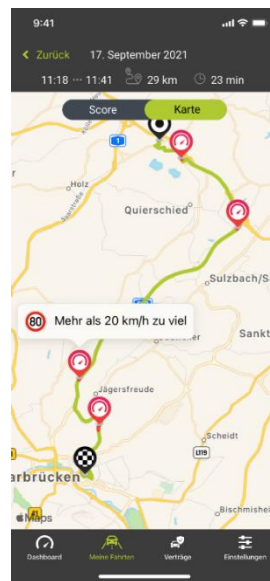 9:41
Zurück 17. September 2021
11:18 ··· 11:41 29 km 23 min
Score Karte
1
Holz
Quierschied
Sulzbach/S
80 Mehr als 20 km/h zu viel
Sankt
Jägersfreude
Scheidt
L119
arbrücken
Bischmishei
Maps
Dashboard Meine Fahrten Verträge Einstellungen